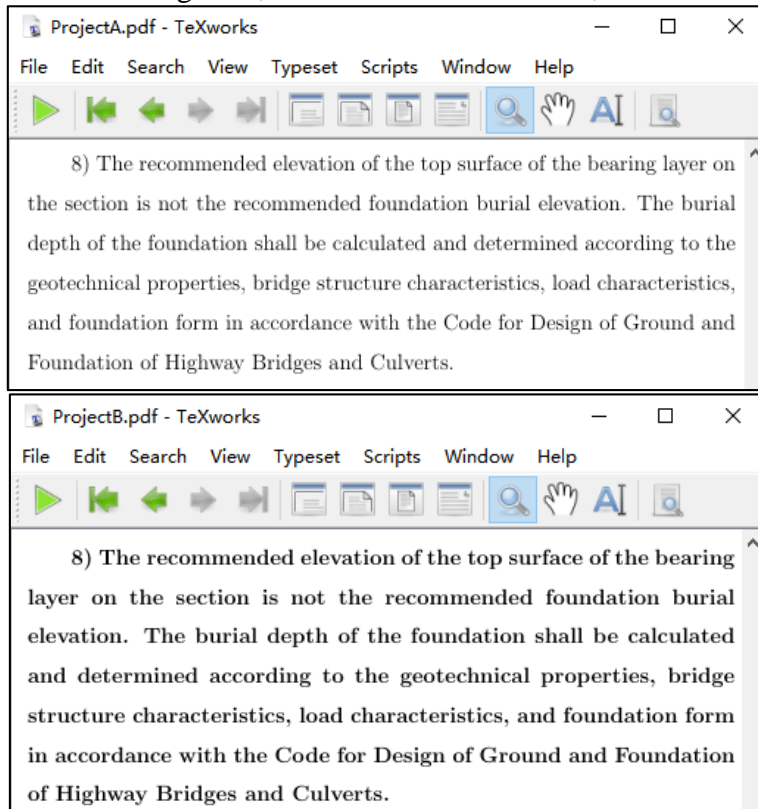 ProjectA.pdf - TeXworks
File Edit Search View Typeset Scripts Window Help
8) The recommended elevation of the top surface of the bearing layer on
the section is not the recommended foundation burial elevation. The burial
depth of the foundation shall be calculated and determined according to the
geotechnical properties, bridge structure characteristics, load characteristics,
and foundation form in accordance with the Code for Design of Ground and
Foundation of Highway Bridges and Culverts.
ProjectB.pdf - TeXworks
File Edit Search View Typeset Scripts Window Help
8) The recommended elevation of the top surface of the bearing
layer on the section is not the recommended foundation burial
elevation. The burial depth of the foundation shall be calculated
and determined according to the geotechnical properties, bridge
structure characteristics, load characteristics, and foundation form
in accordance with the Code for Design of Ground and Foundation
of Highway Bridges and Culverts.